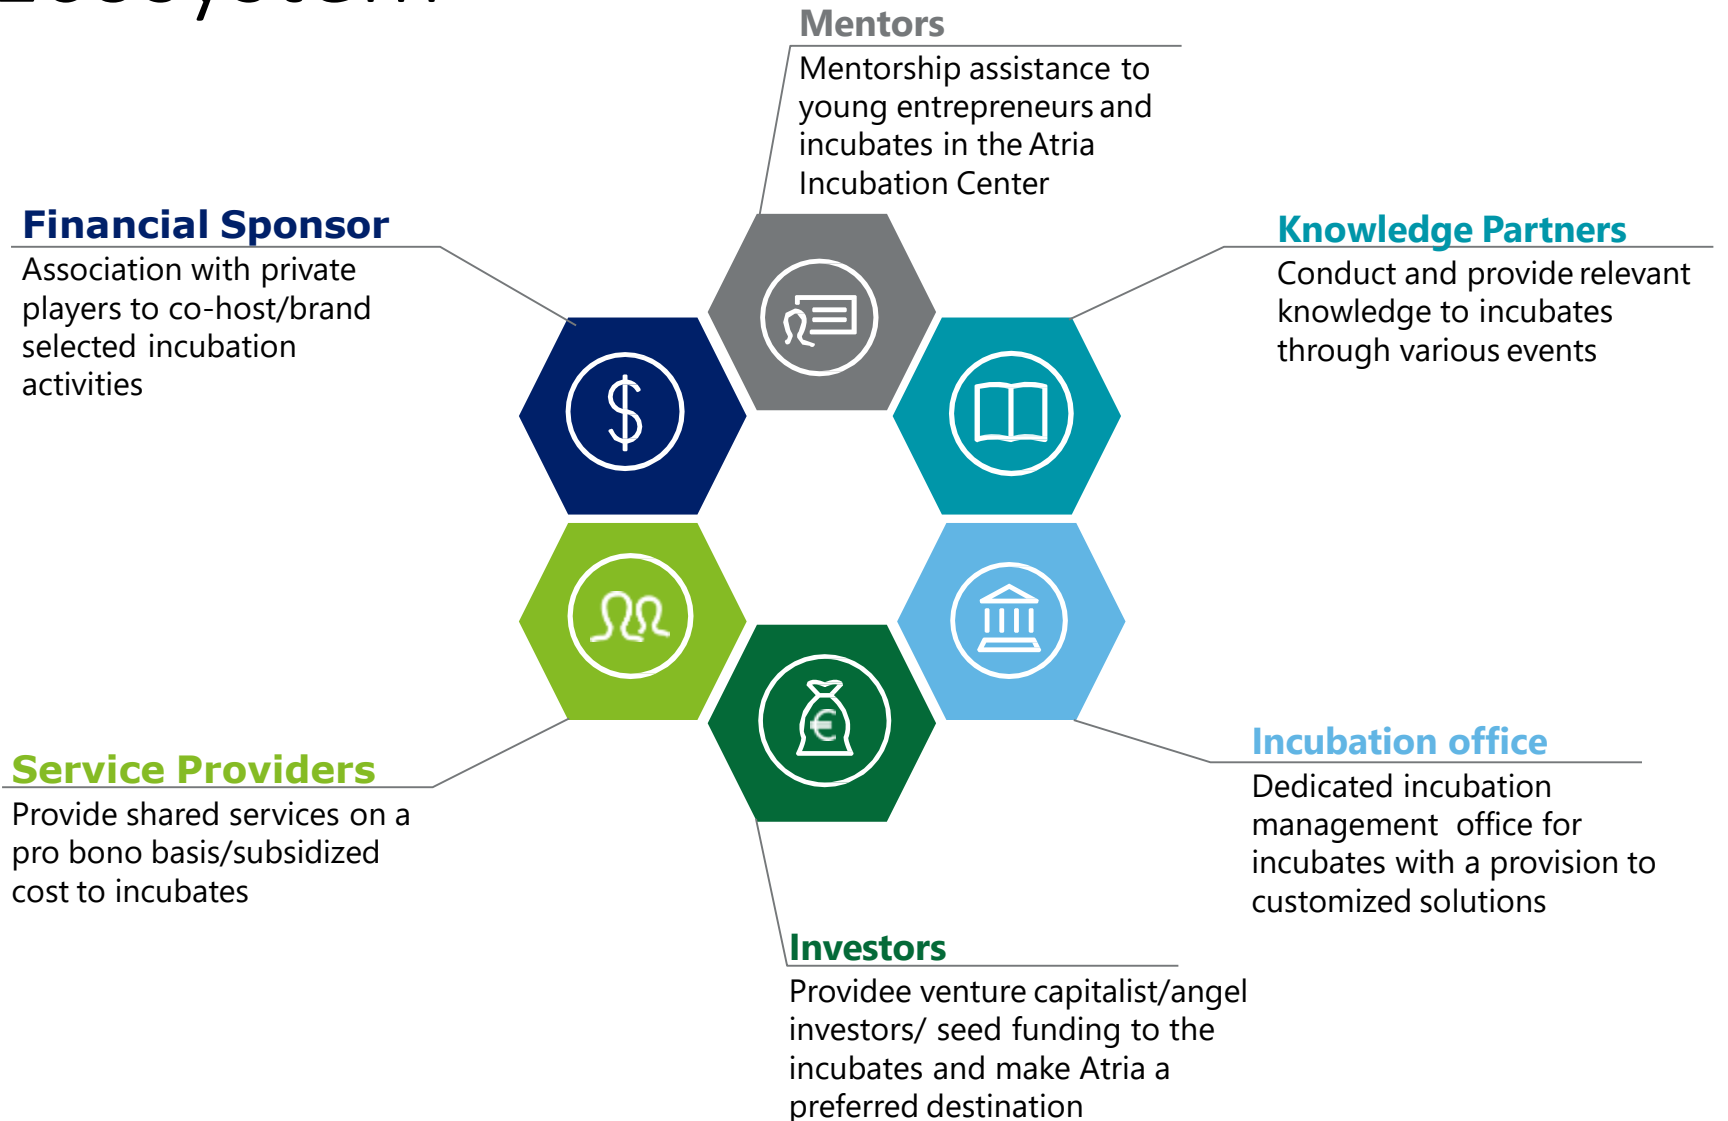 Ecosystem
Mentors
Mentorship assistance to
young entrepreneurs and
incubates in the Atria
Incubation Center
Financial Sponsor
Association with private
players to co-host/brand
selected incubation
activities
Knowledge Partners
Conduct and provide relevant
knowledge to incubates
through various events
$
€
Service Providers
Provide shared services on a
pro bono basis/subsidized
cost to incubates
Incubation office
Dedicated incubation
management office for
incubates with a provision to
customized solutions
Investors
Providee venture capitalist/angel
investors/ seed funding to the
incubates and make Atria a
preferred destination